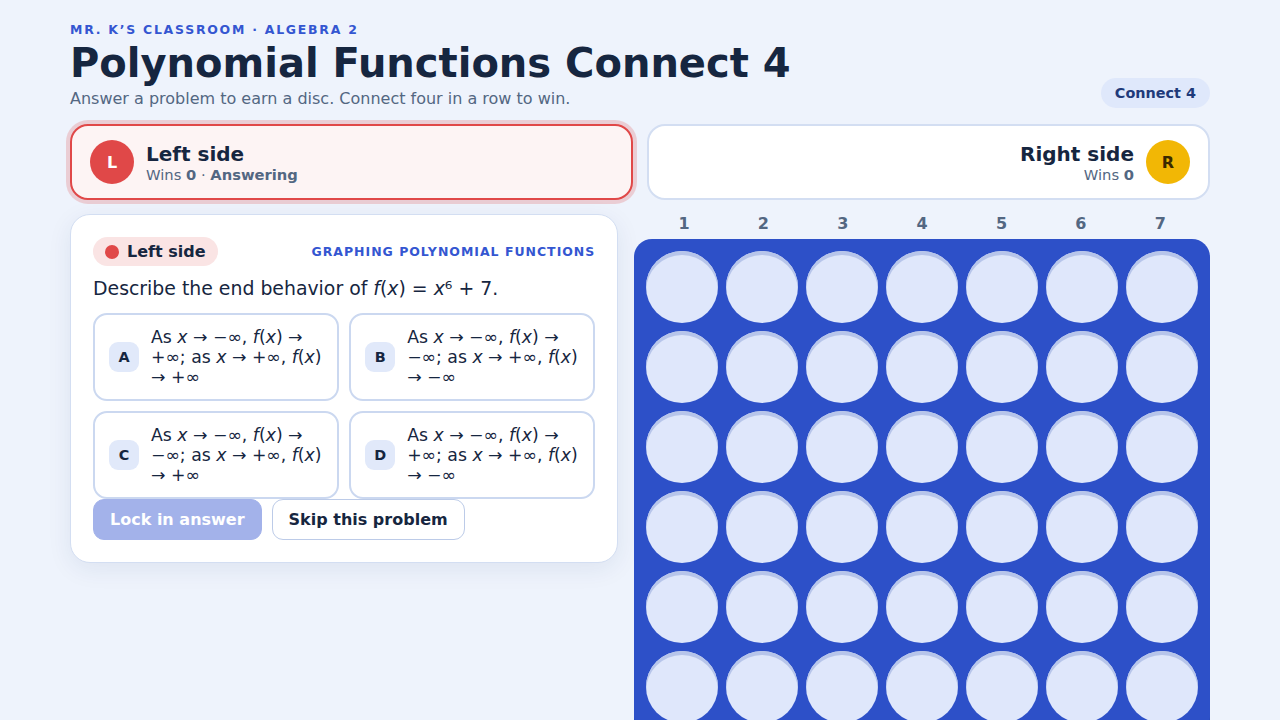 MR. K’S CLASSROOM · ALGEBRA 2
Polynomial Functions Connect 4
Answer a problem to earn a disc. Connect four in a row to win.
Connect 4
L
Left side
Wins 0 · Answering
Right side
Wins 0
R
Left side
GRAPHING POLYNOMIAL FUNCTIONS
Describe the end behavior of f(x) = x⁶ + 7.
A
As x → −∞, f(x) →
+∞; as x → +∞, f(x)
→ +∞
B
As x → −∞, f(x) →
−∞; as x → +∞, f(x)
→ −∞
C
As x → −∞, f(x) →
−∞; as x → +∞, f(x)
→ +∞
D
As x → −∞, f(x) →
+∞; as x → +∞, f(x)
→ −∞
Lock in answer
Skip this problem
1 2 3 4 5 6 7